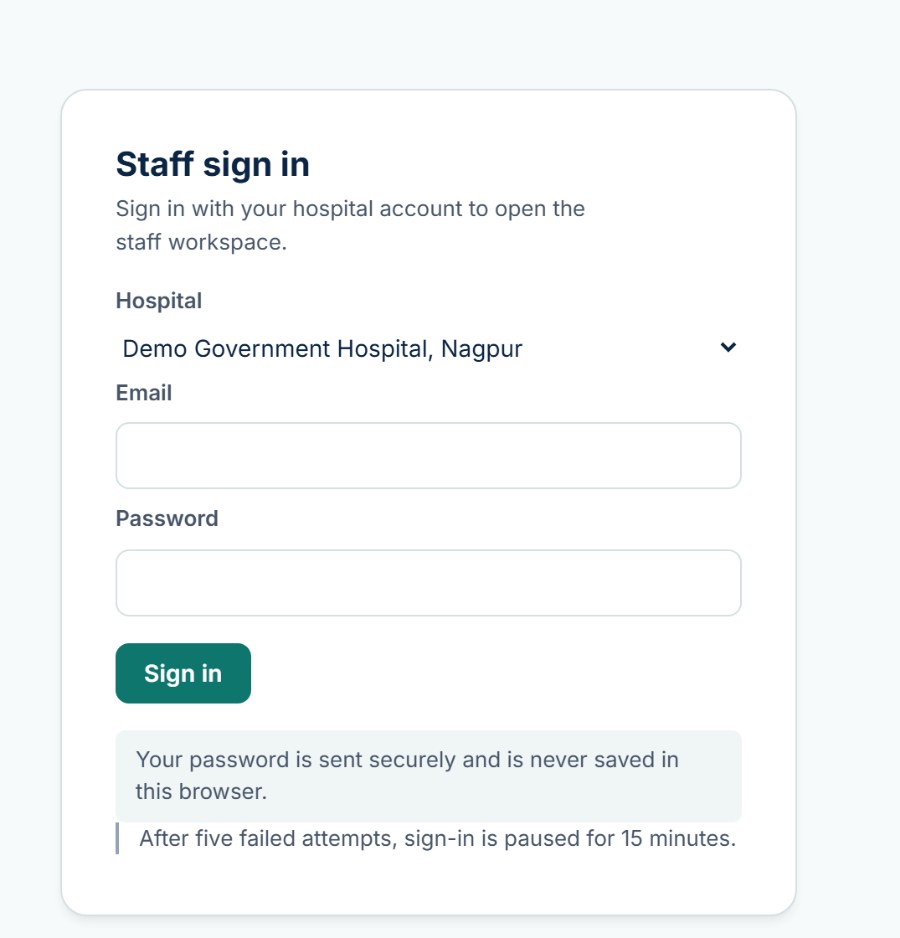 Staff sign in
Sign in with your hospital account to open the
staff workspace.
Hospital
Demo Government Hospital, Nagpur
Email
Password
Sign in
Your password is sent securely and is never saved in
this browser.
After five failed attempts, sign-in is paused for 15 minutes.